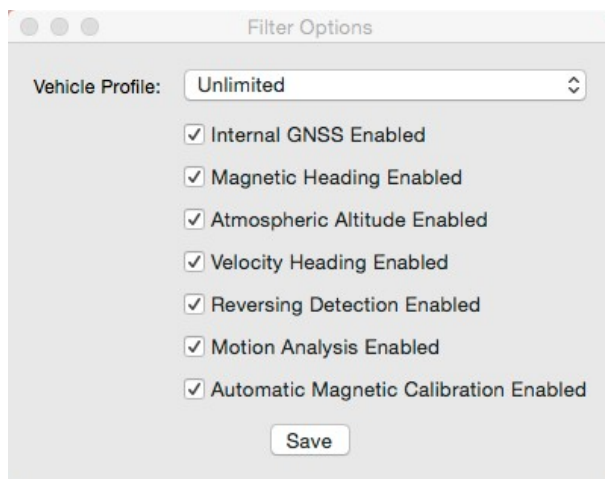 Filter Options
Vehicle Profile: Unlimited
Internal GNSS Enabled
Magnetic Heading Enabled
Atmospheric Altitude Enabled
Velocity Heading Enabled
Reversing Detection Enabled
Motion Analysis Enabled
Automatic Magnetic Calibration Enabled
Save